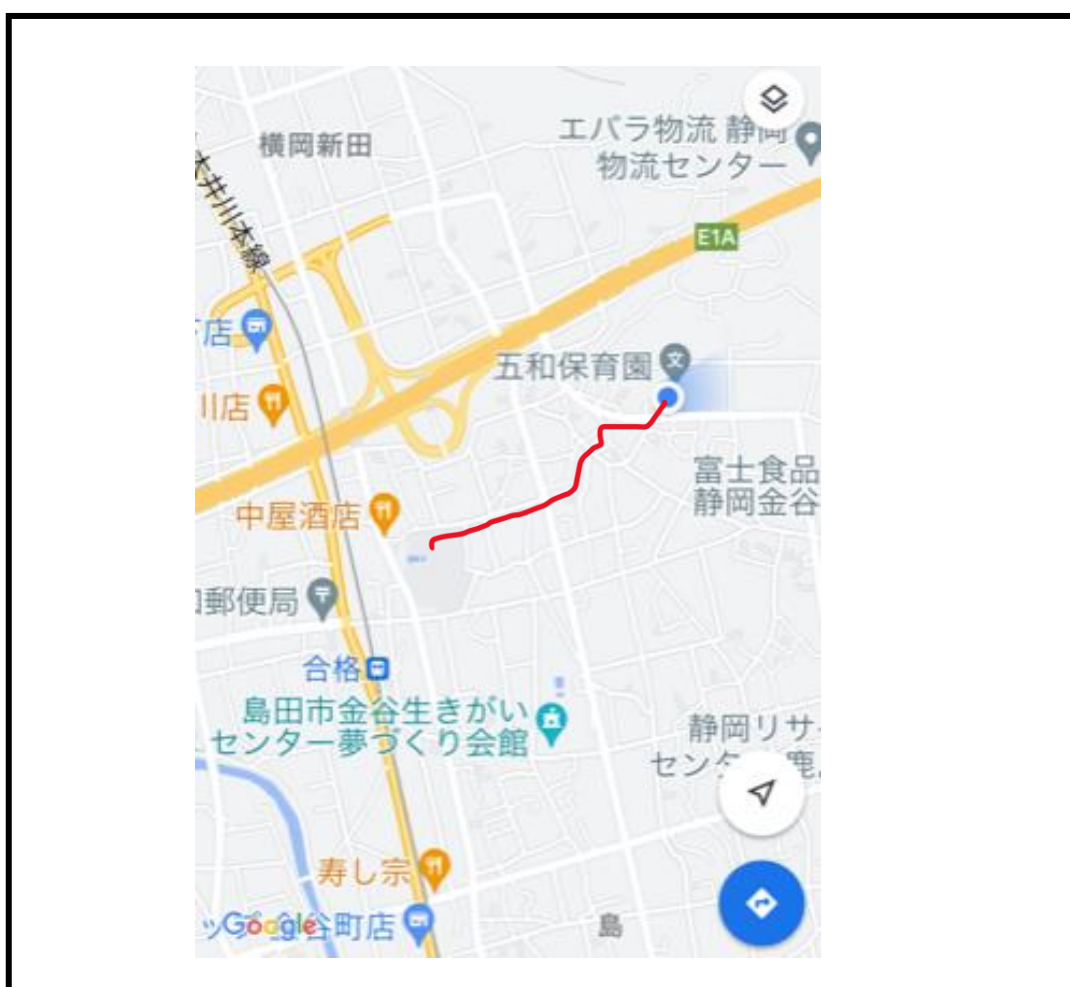 横岡新田
エバラ物流 静岡
物流センター
大井川本線
E1A
下店
五和保育園
川店
富士食品
静岡金谷
中屋酒店
郵便局
合格
島田市金谷生きがい
センター夢づくり会館
静岡リサ
セン
寿し宗
Google
谷町店
島